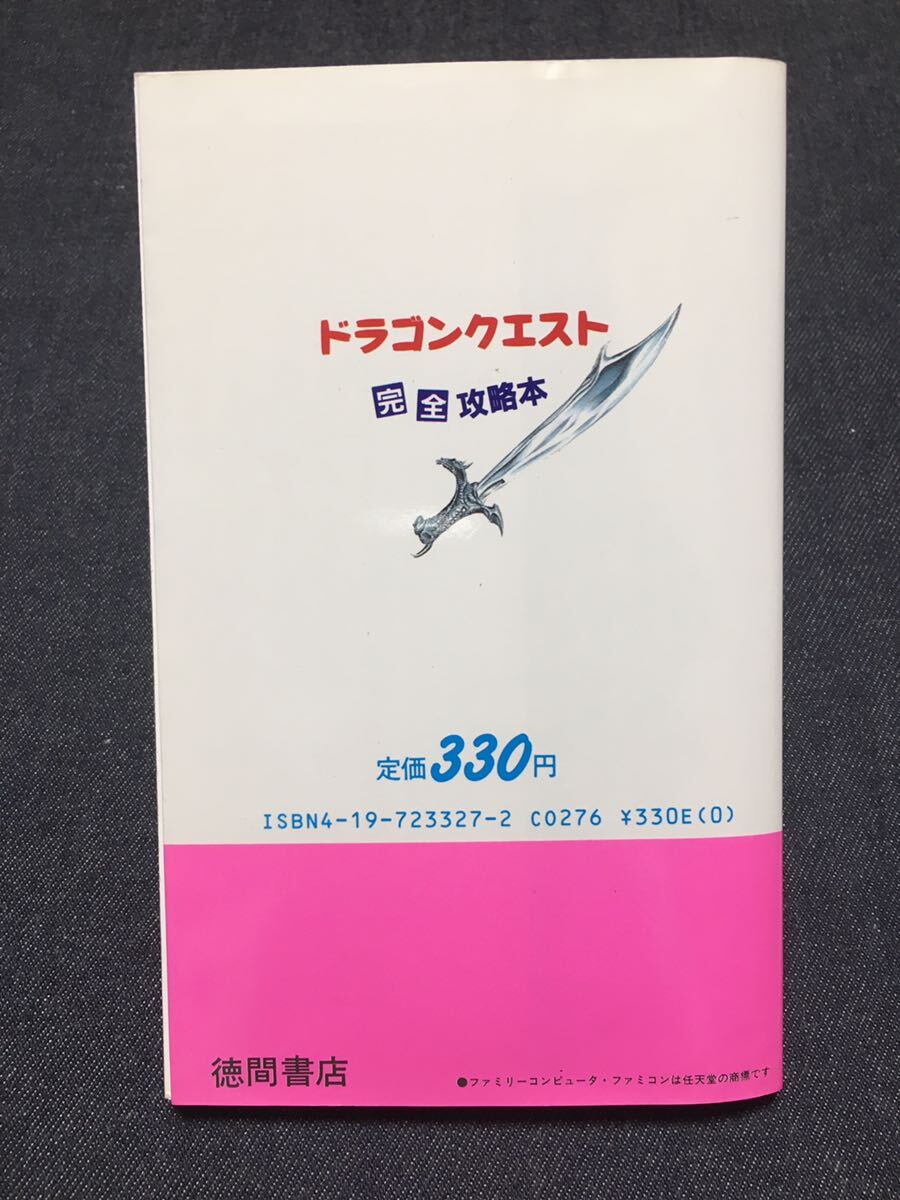 ドラゴンクエスト
完全攻略本
定価330円
ISBN4-19-723327-2 C0276 ¥330E(0)
徳間書店
●ファミリーコンピュータ・ファミコンは任天堂の商標です